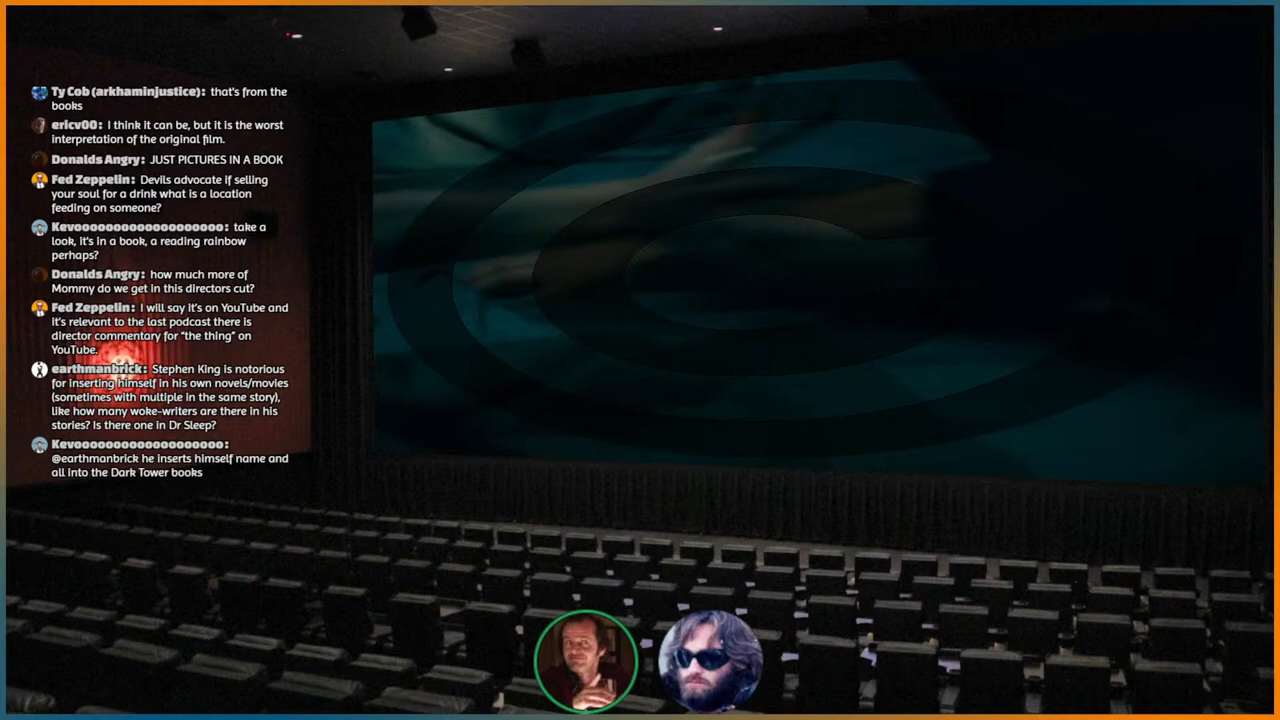 Ty Cob (arkhaminjustice): that's from the
books
ericv00: I think it can be, but it is the worst
interpretation of the original film.
Donalds Angry: JUST PICTURES IN A BOOK
Fed Zeppelin: Devils advocate if selling
your soul for a drink what is a location
feeding on someone?
Kevooooooooooooooooooo: take a
look, it's in a book, a reading rainbow
perhaps?
Donalds Angry: how much more of
Mommy do we get in this directors cut?
Fed Zeppelin: I will say it's on YouTube and
it's relevant to the last podcast there is
director commentary for "the thing" on
YouTube.
earthmanbrick: Stephen King is notorious
for inserting himself in his own novels/movies
(sometimes with multiple in the same story),
like how many woke-writers are there in his
stories? Is there one in Dr Sleep?
Kevooooooooooooooooooo:
@earthmanbrick he inserts himself name and
all into the Dark Tower books